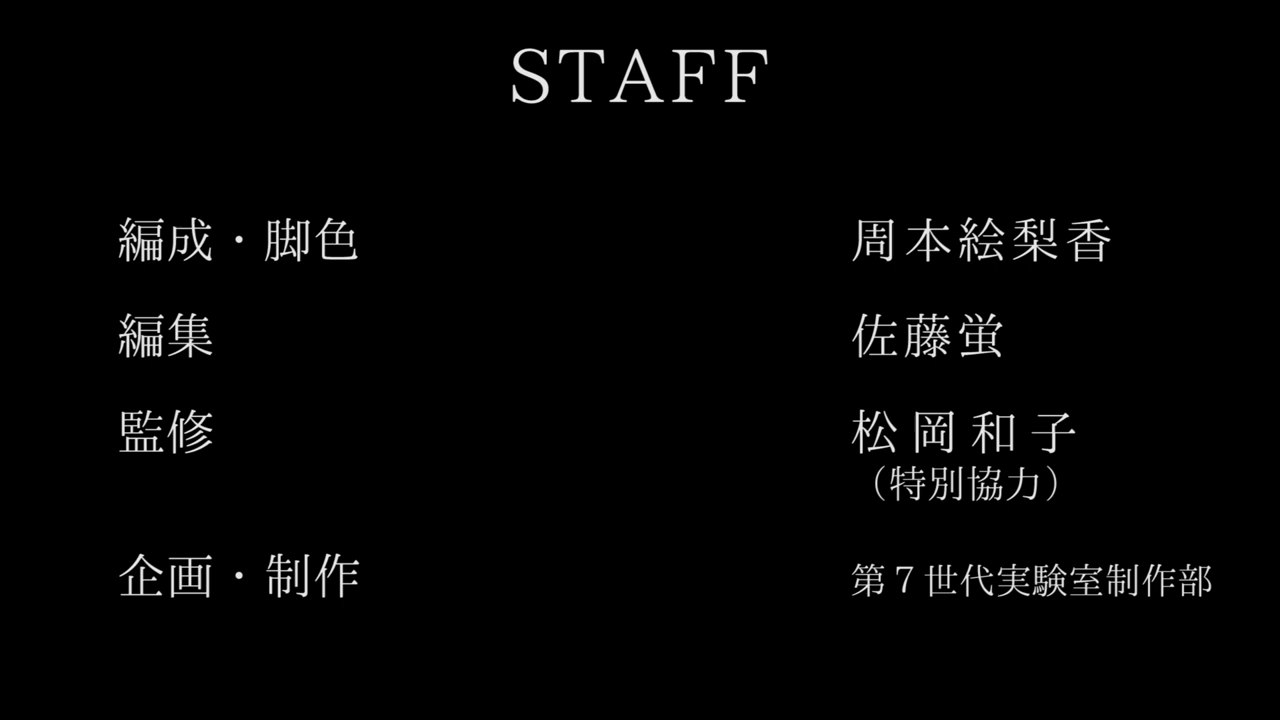 STAFF
編成・脚色 周本絵梨香
編集 佐藤蛍
監修 松岡和子
（特別協力）
企画・制作 第７世代実験室制作部